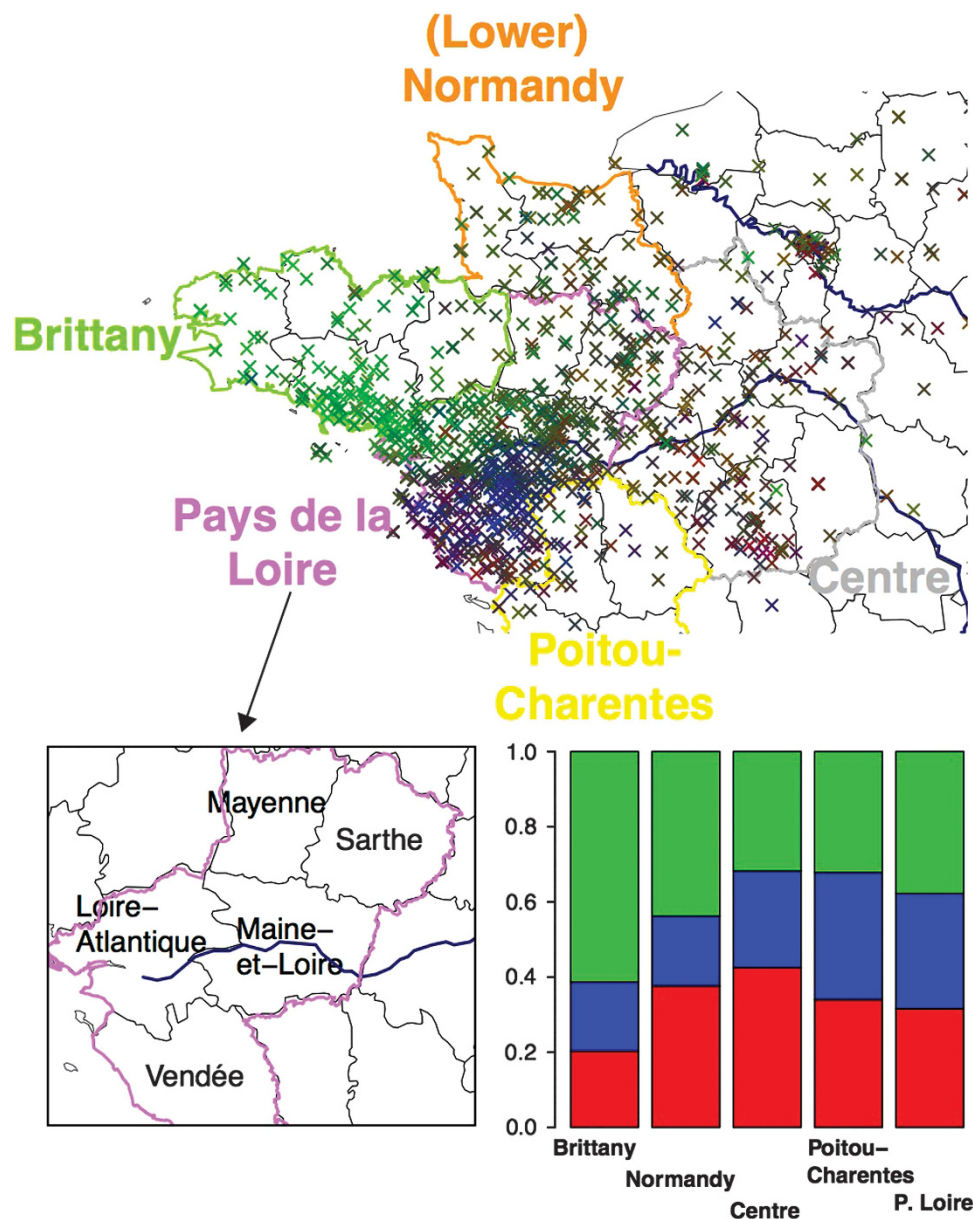 (Lower)
Normandy
Brittany
Pays de la
Loire
Centre
Poitou-
Charentes
Mayenne
Sarthe
Loire–
Atlantique
Maine–
et–Loire
Vendée
1.0
0.8
0.6
0.4
0.2
0.0
Brittany
Normandy
Centre
Poitou–
Charentes
P. Loire